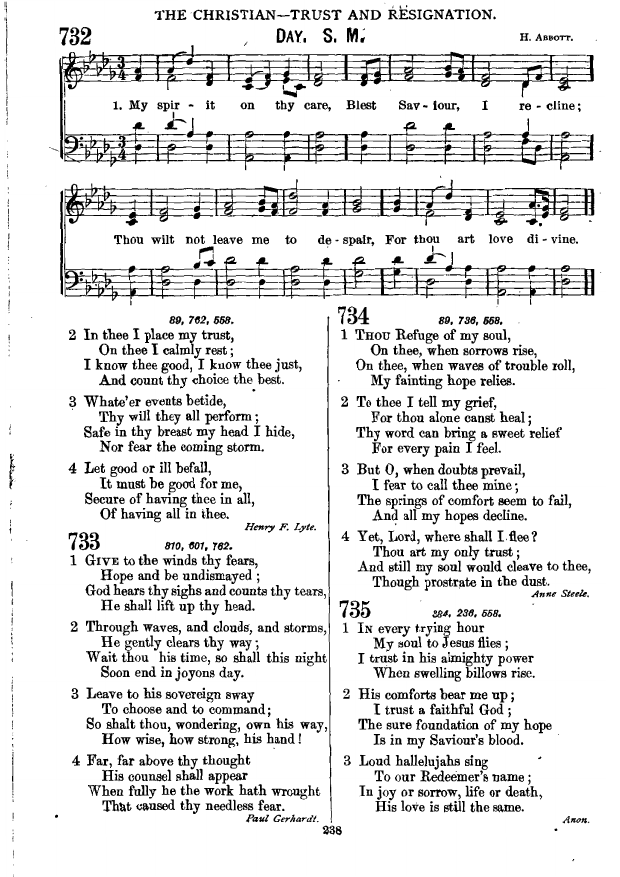 THE CHRISTIAN—TRUST AND RESIGNATION.
732 DAY. S. M. H. ABBOTT.
1. My spir - it on thy care, Blest Sav - iour, I re - cline;
Thou wilt not leave me to de - spair, For thou art love di - vine.
89, 762, 558.
2 In thee I place my trust,
On thee I calmly rest;
I know thee good, I know thee just,
And count thy choice the best.
3 Whate'er events betide,
Thy will they all perform;
Safe in thy breast my head I hide,
Nor fear the coming storm.
4 Let good or ill befall,
It must be good for me,
Secure of having thee in all,
Of having all in thee.
Henry F. Lyte.
733 810, 601, 762.
1 GIVE to the winds thy fears,
Hope and be undismayed;
God hears thy sighs and counts thy tears,
He shall lift up thy head.
2 Through waves, and clouds, and storms,
He gently clears thy way;
Wait thou his time, so shall this night
Soon end in joyous day.
3 Leave to his sovereign sway
To choose and to command;
So shalt thou, wondering, own his way,
How wise, how strong, his hand!
4 Far, far above thy thought
His counsel shall appear
When fully he the work hath wrought
That caused thy needless fear.
Paul Gerhardt.
734 89, 736, 558.
1 THOU Refuge of my soul,
On thee, when sorrows rise,
On thee, when waves of trouble roll,
My fainting hope relies.
2 To thee I tell my grief,
For thou alone canst heal;
Thy word can bring a sweet relief
For every pain I feel.
3 But O, when doubts prevail,
I fear to call thee mine;
The springs of comfort seem to fail,
And all my hopes decline.
4 Yet, Lord, where shall I flee?
Thou art my only trust;
And still my soul would cleave to thee,
Though prostrate in the dust.
Anne Steele.
735 236, 558.
1 IN every trying hour
My soul to Jesus flies;
I trust in his almighty power
When swelling billows rise.
2 His comforts bear me up;
I trust a faithful God;
The sure foundation of my hope
Is in my Saviour's blood.
3 Loud hallelujahs sing
To our Redeemer's name;
In joy or sorrow, life or death,
His love is still the same.
Anon.
238